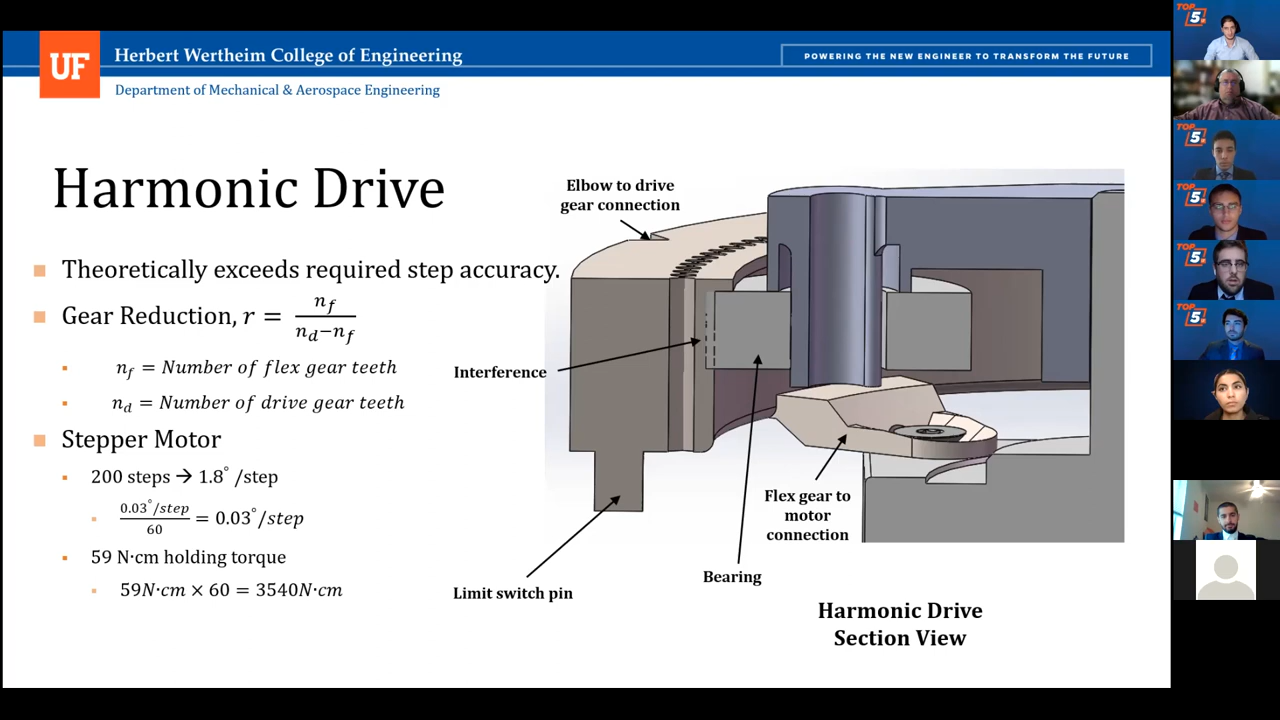 UF
Herbert Wertheim College of Engineering
POWERING THE NEW ENGINEER TO TRANSFORM THE FUTURE
Department of Mechanical & Aerospace Engineering
Harmonic Drive
Theoretically exceeds required step accuracy.
Gear Reduction, r = n_f / (n_d−n_f)
n_f = Number of flex gear teeth
n_d = Number of drive gear teeth
Stepper Motor
200 steps → 1.8° /step
0.03°/step / 60 = 0.03°/step
59 N·cm holding torque
59N·cm × 60 = 3540N·cm
Elbow to drive
gear connection
Interference
Limit switch pin
Bearing
Flex gear to
motor
connection
Harmonic Drive
Section View
TOP
5
TOP
5
TOP
5
TOP
5
TOP
5